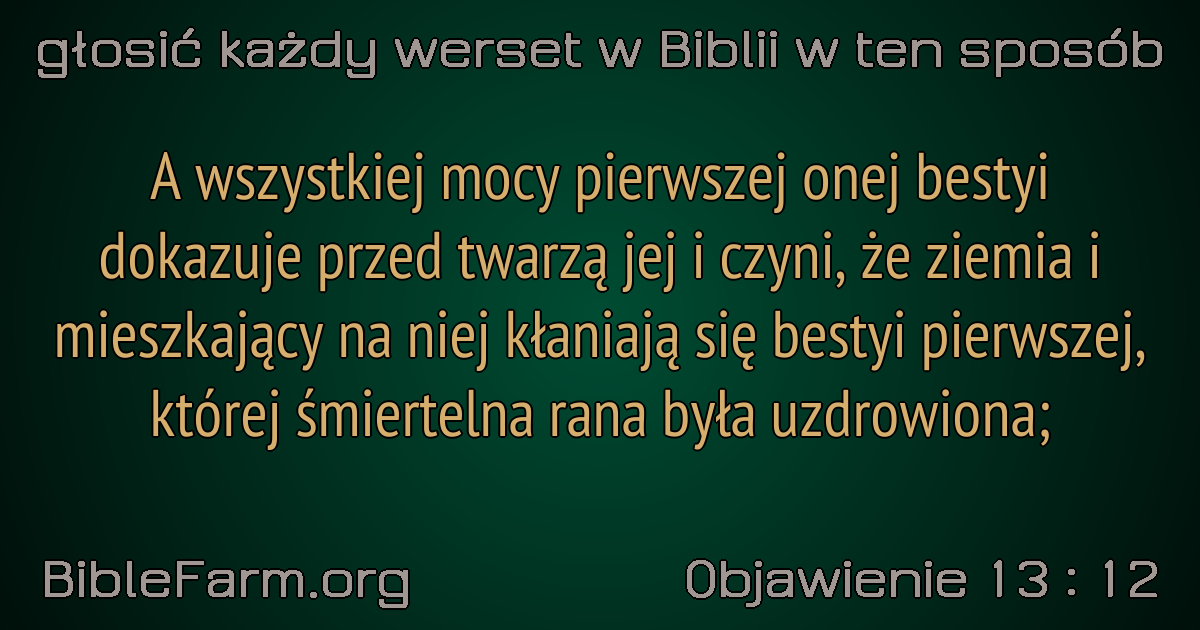 głosić każdy werset w Biblii w ten sposób
A wszystkiej mocy pierwszej onej bestyi
dokazuje przed twarzą jej i czyni, że ziemia i
mieszkający na niej kłaniają się bestyi pierwszej,
której śmiertelna rana była uzdrowiona;
BibleFarm.org
Objawienie 13 : 12